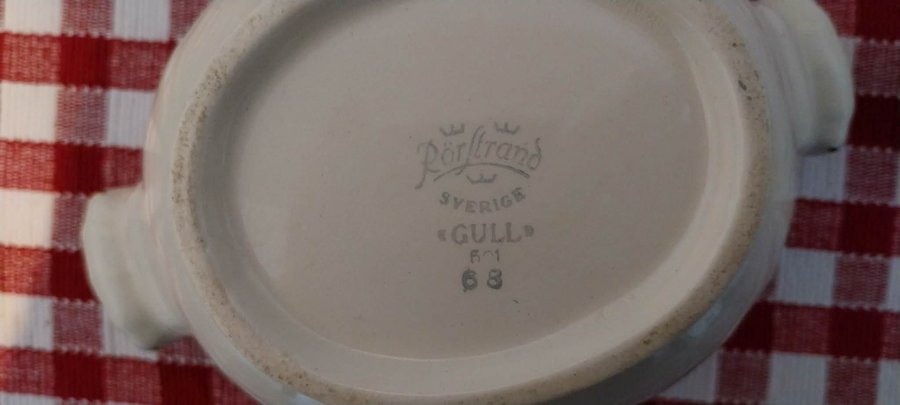 Rörstrand
SVERIGE
"GULL"
68